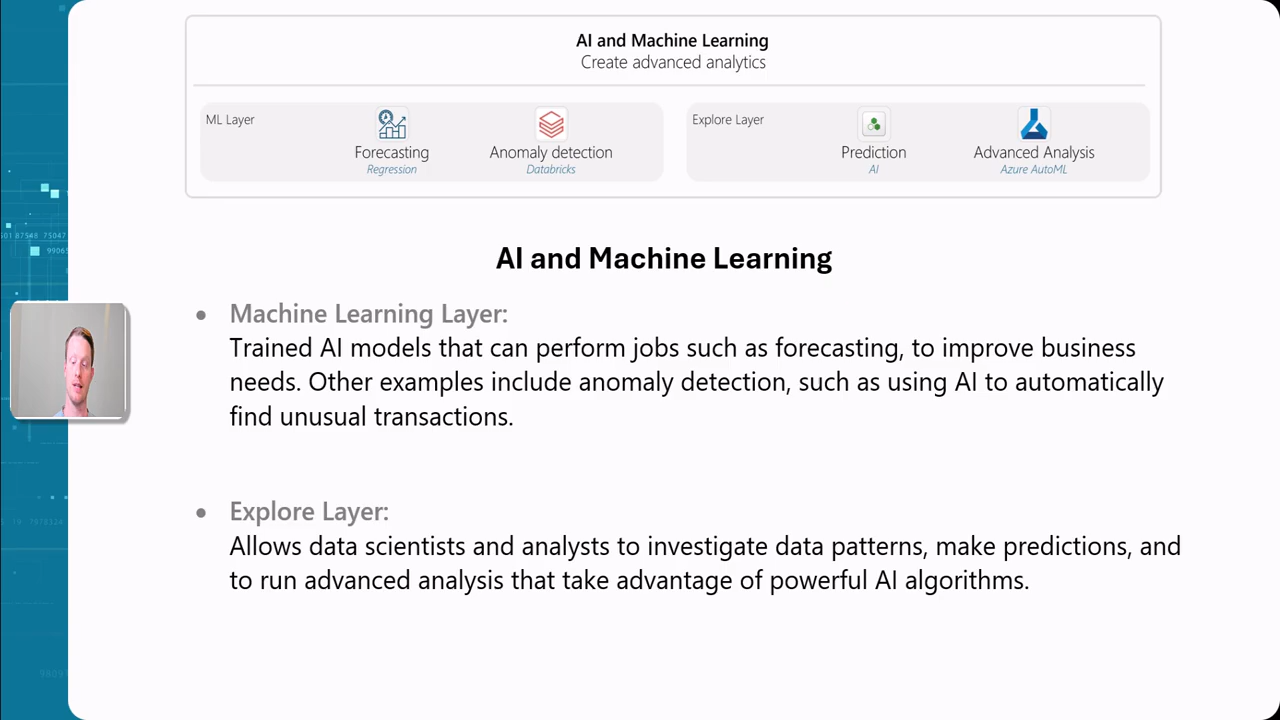 AI and Machine Learning
Create advanced analytics
ML Layer
Forecasting
Regression
Anomaly detection
Databricks
Explore Layer
Prediction
AI
Advanced Analysis
Azure AutoML
AI and Machine Learning
• Machine Learning Layer:
Trained AI models that can perform jobs such as forecasting, to improve business
needs. Other examples include anomaly detection, such as using AI to automatically
find unusual transactions.
• Explore Layer:
Allows data scientists and analysts to investigate data patterns, make predictions, and
to run advanced analysis that take advantage of powerful AI algorithms.